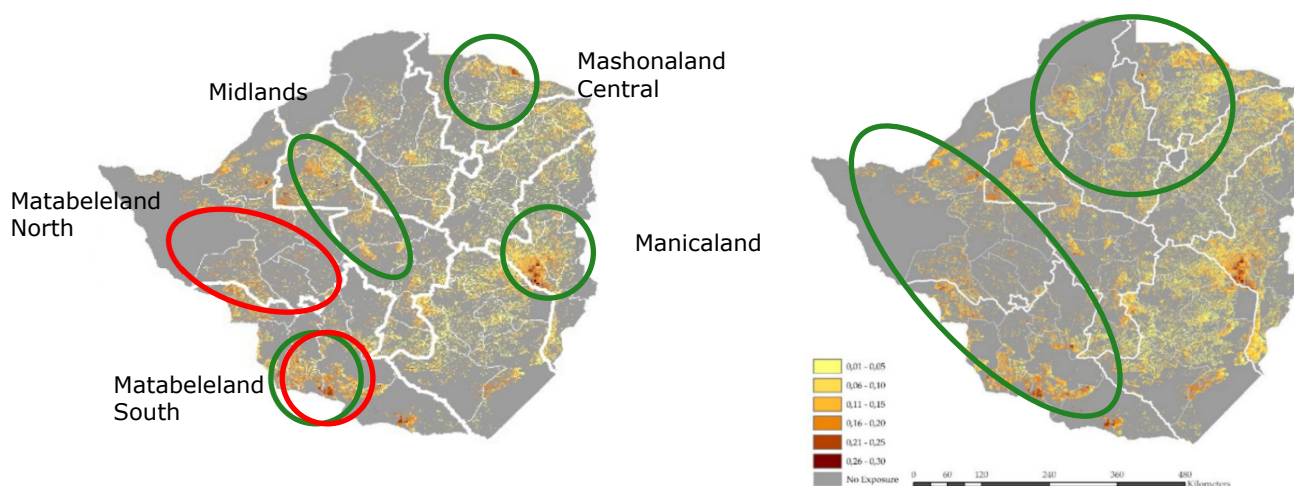 Mashonaland
Central
Midlands
Matabeleland
North
Manicaland
Matabeleland
South
0,01 - 0,05
0,06 - 0,10
0,11 - 0,15
0,16 - 0,20
0,21 - 0,25
0,26 - 0,30
No Exposure
0 60 120 240 360 480
Kilometers